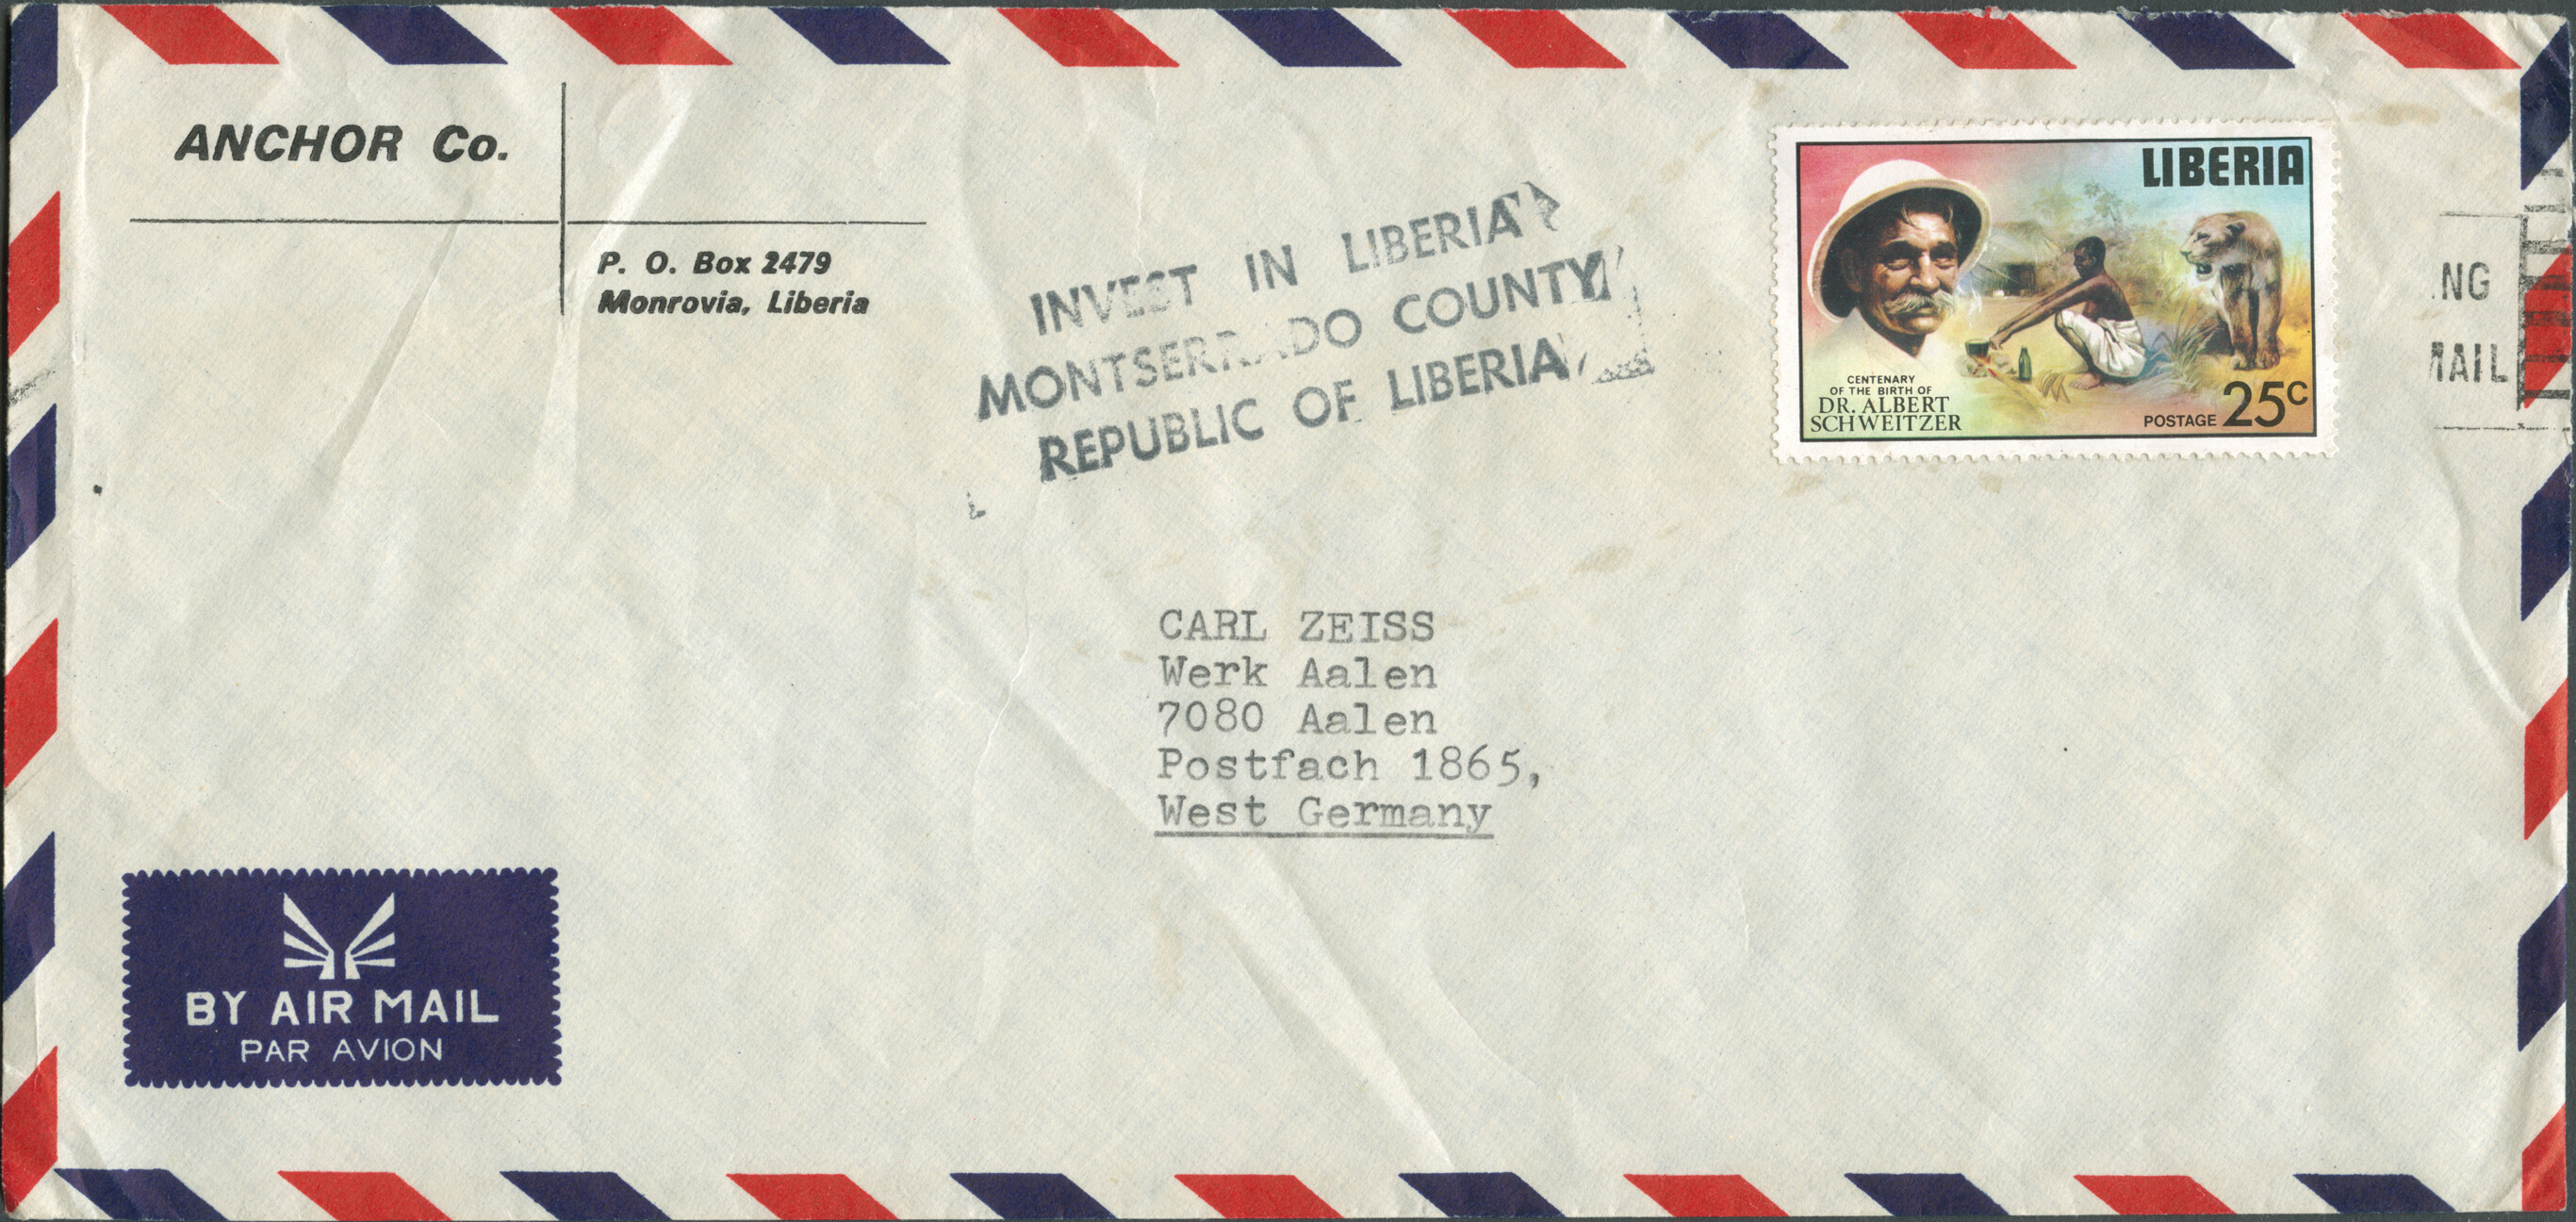 ANCHOR Co.
P. O. Box 2479
Monrovia, Liberia
INVEST IN LIBERIA
MONTSERRADO COUNTY
REPUBLIC OF LIBERIA
LIBERIA
CENTENARY
OF THE BIRTH OF
DR. ALBERT
SCHWEITZER
POSTAGE 25c
NG
MAIL
CARL ZEISS
Werk Aalen
7080 Aalen
Postfach 1865,
West Germany
BY AIR MAIL
PAR AVION